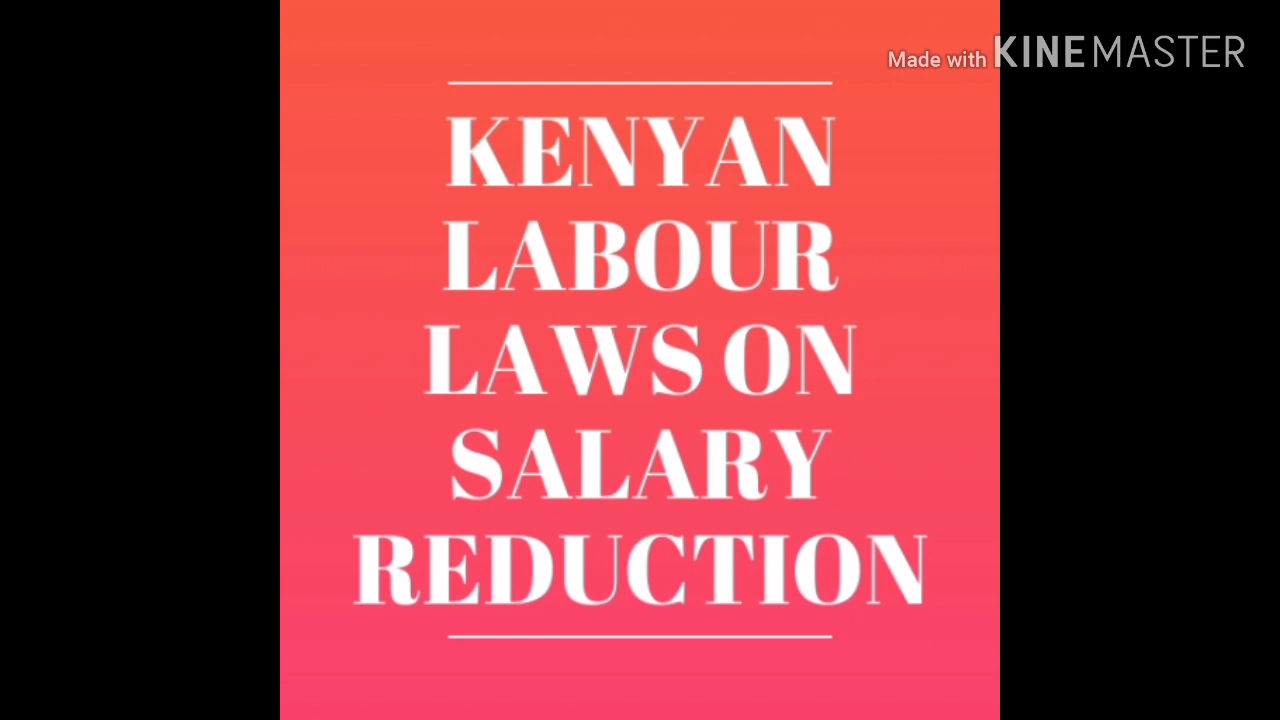 Made with KINEMASTER
KENYAN
LABOUR
LAWS ON
SALARY
REDUCTION